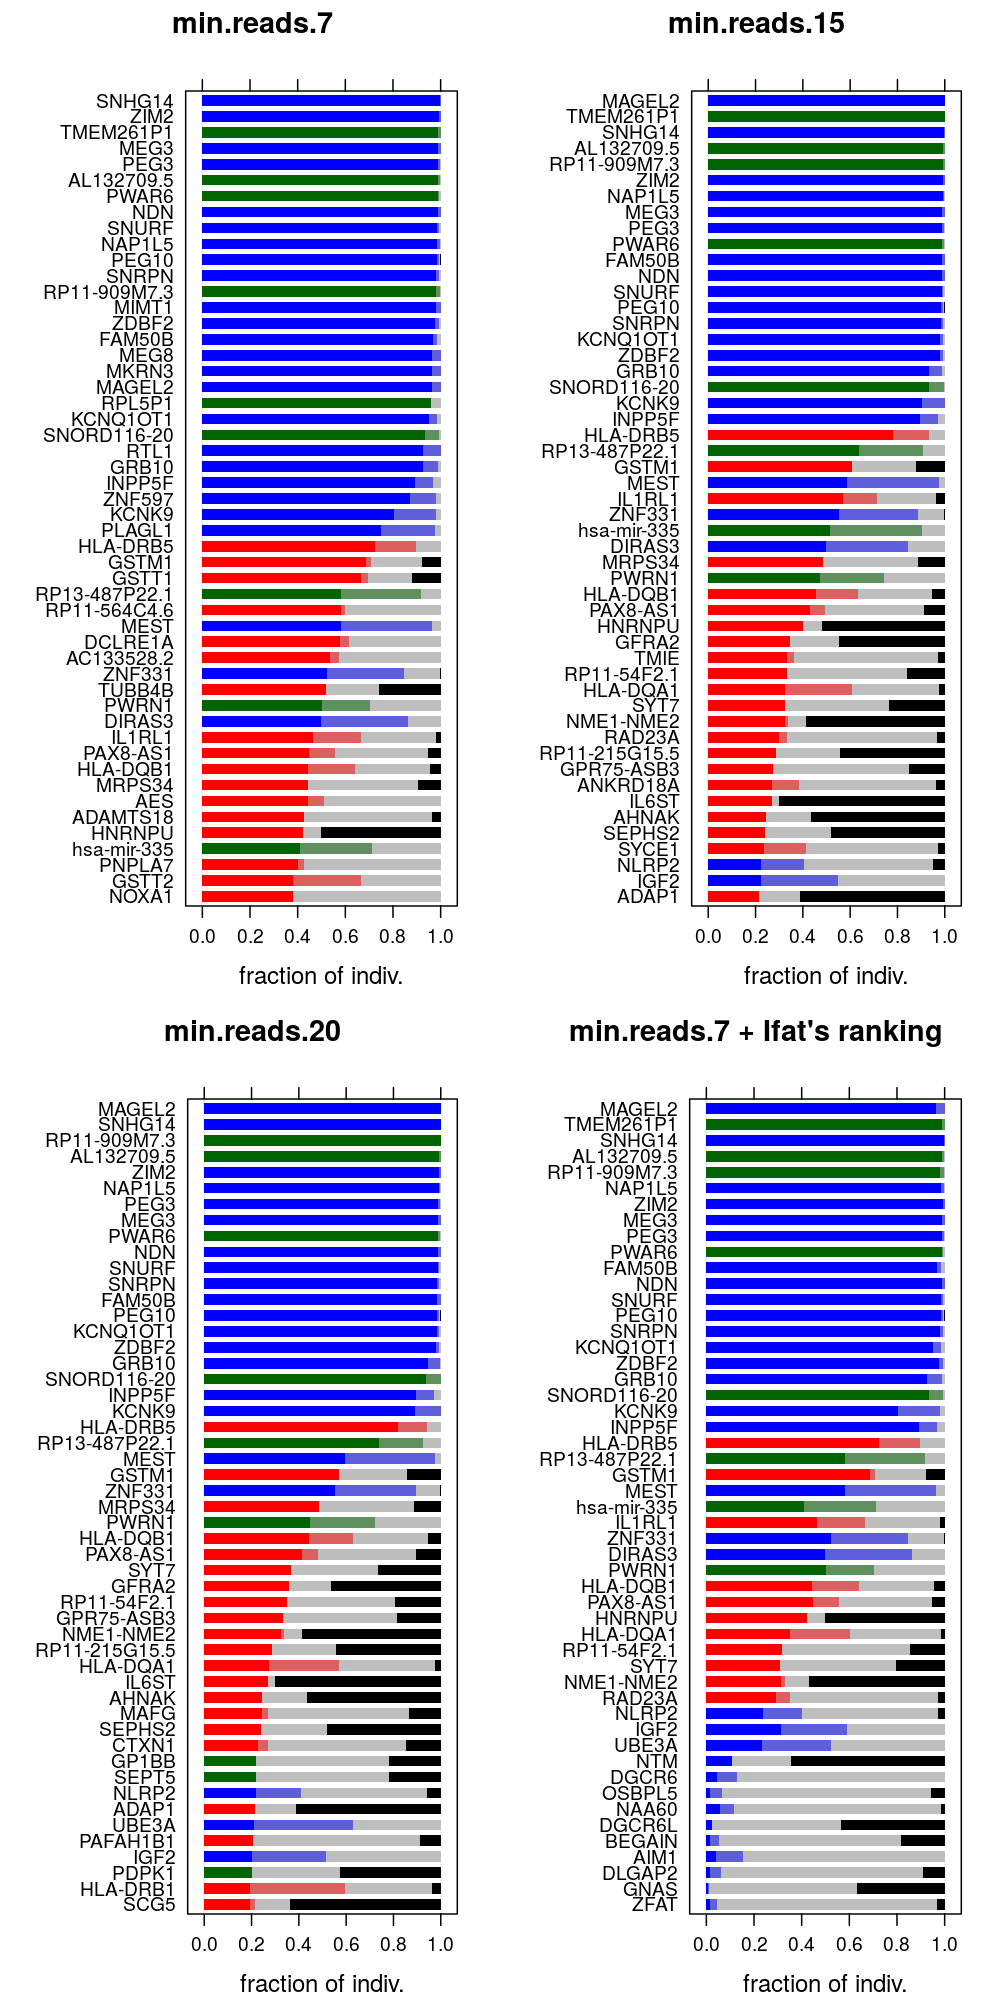 min.reads.7
SNHG14
ZIM2
TMEM261P1
MEG3
PEG3
AL132709.5
PWAR6
NDN
SNURF
NAP1L5
PEG10
SNRPN
RP11-909M7.3
MIMT1
ZDBF2
FAM50B
MEG8
MKRN3
MAGEL2
RPL5P1
KCNQ1OT1
SNORD116-20
RTL1
GRB10
INPP5F
ZNF597
KCNK9
PLAGL1
HLA-DRB5
GSTM1
GSTT1
RP13-487P22.1
RP11-564C4.6
MEST
DCLRE1A
AC133528.2
ZNF331
TUBB4B
PWRN1
DIRAS3
IL1RL1
PAX8-AS1
HLA-DQB1
MRPS34
AES
ADAMTS18
HNRNPU
hsa-mir-335
PNPLA7
GSTT2
NOXA1
0.0 0.2 0.4 0.6 0.8 1.0
fraction of indiv.
min.reads.15
MAGEL2
TMEM261P1
SNHG14
AL132709.5
RP11-909M7.3
ZIM2
NAP1L5
MEG3
PEG3
PWAR6
FAM50B
NDN
SNURF
PEG10
SNRPN
KCNQ1OT1
ZDBF2
GRB10
SNORD116-20
KCNK9
INPP5F
HLA-DRB5
RP13-487P22.1
GSTM1
MEST
IL1RL1
ZNF331
hsa-mir-335
DIRAS3
MRPS34
PWRN1
HLA-DQB1
PAX8-AS1
HNRNPU
GFRA2
TMIE
RP11-54F2.1
HLA-DQA1
SYT7
NME1-NME2
RAD23A
RP11-215G15.5
GPR75-ASB3
ANKRD18A
IL6ST
AHNAK
SEPHS2
SYCE1
NLRP2
IGF2
ADAP1
0.0 0.2 0.4 0.6 0.8 1.0
fraction of indiv.
min.reads.20
MAGEL2
SNHG14
RP11-909M7.3
AL132709.5
ZIM2
NAP1L5
PEG3
MEG3
PWAR6
NDN
SNURF
SNRPN
FAM50B
PEG10
KCNQ1OT1
ZDBF2
GRB10
SNORD116-20
INPP5F
KCNK9
HLA-DRB5
RP13-487P22.1
MEST
GSTM1
ZNF331
MRPS34
PWRN1
HLA-DQB1
PAX8-AS1
SYT7
GFRA2
RP11-54F2.1
GPR75-ASB3
NME1-NME2
RP11-215G15.5
HLA-DQA1
IL6ST
AHNAK
MAFG
SEPHS2
CTXN1
GP1BB
SEPT5
NLRP2
ADAP1
UBE3A
PAFAH1B1
IGF2
PDPK1
HLA-DRB1
SCG5
0.0 0.2 0.4 0.6 0.8 1.0
fraction of indiv.
min.reads.7 + Ifat's ranking
MAGEL2
TMEM261P1
SNHG14
AL132709.5
RP11-909M7.3
NAP1L5
ZIM2
MEG3
PEG3
PWAR6
FAM50B
NDN
SNURF
PEG10
SNRPN
KCNQ1OT1
ZDBF2
GRB10
SNORD116-20
KCNK9
INPP5F
HLA-DRB5
RP13-487P22.1
GSTM1
MEST
hsa-mir-335
IL1RL1
ZNF331
DIRAS3
PWRN1
HLA-DQB1
PAX8-AS1
HNRNPU
HLA-DQA1
RP11-54F2.1
SYT7
NME1-NME2
RAD23A
NLRP2
IGF2
UBE3A
NTM
DGCR6
OSBPL5
NAA60
DGCR6L
BEGAIN
AIM1
DLGAP2
GNAS
ZFAT
0.0 0.2 0.4 0.6 0.8 1.0
fraction of indiv.